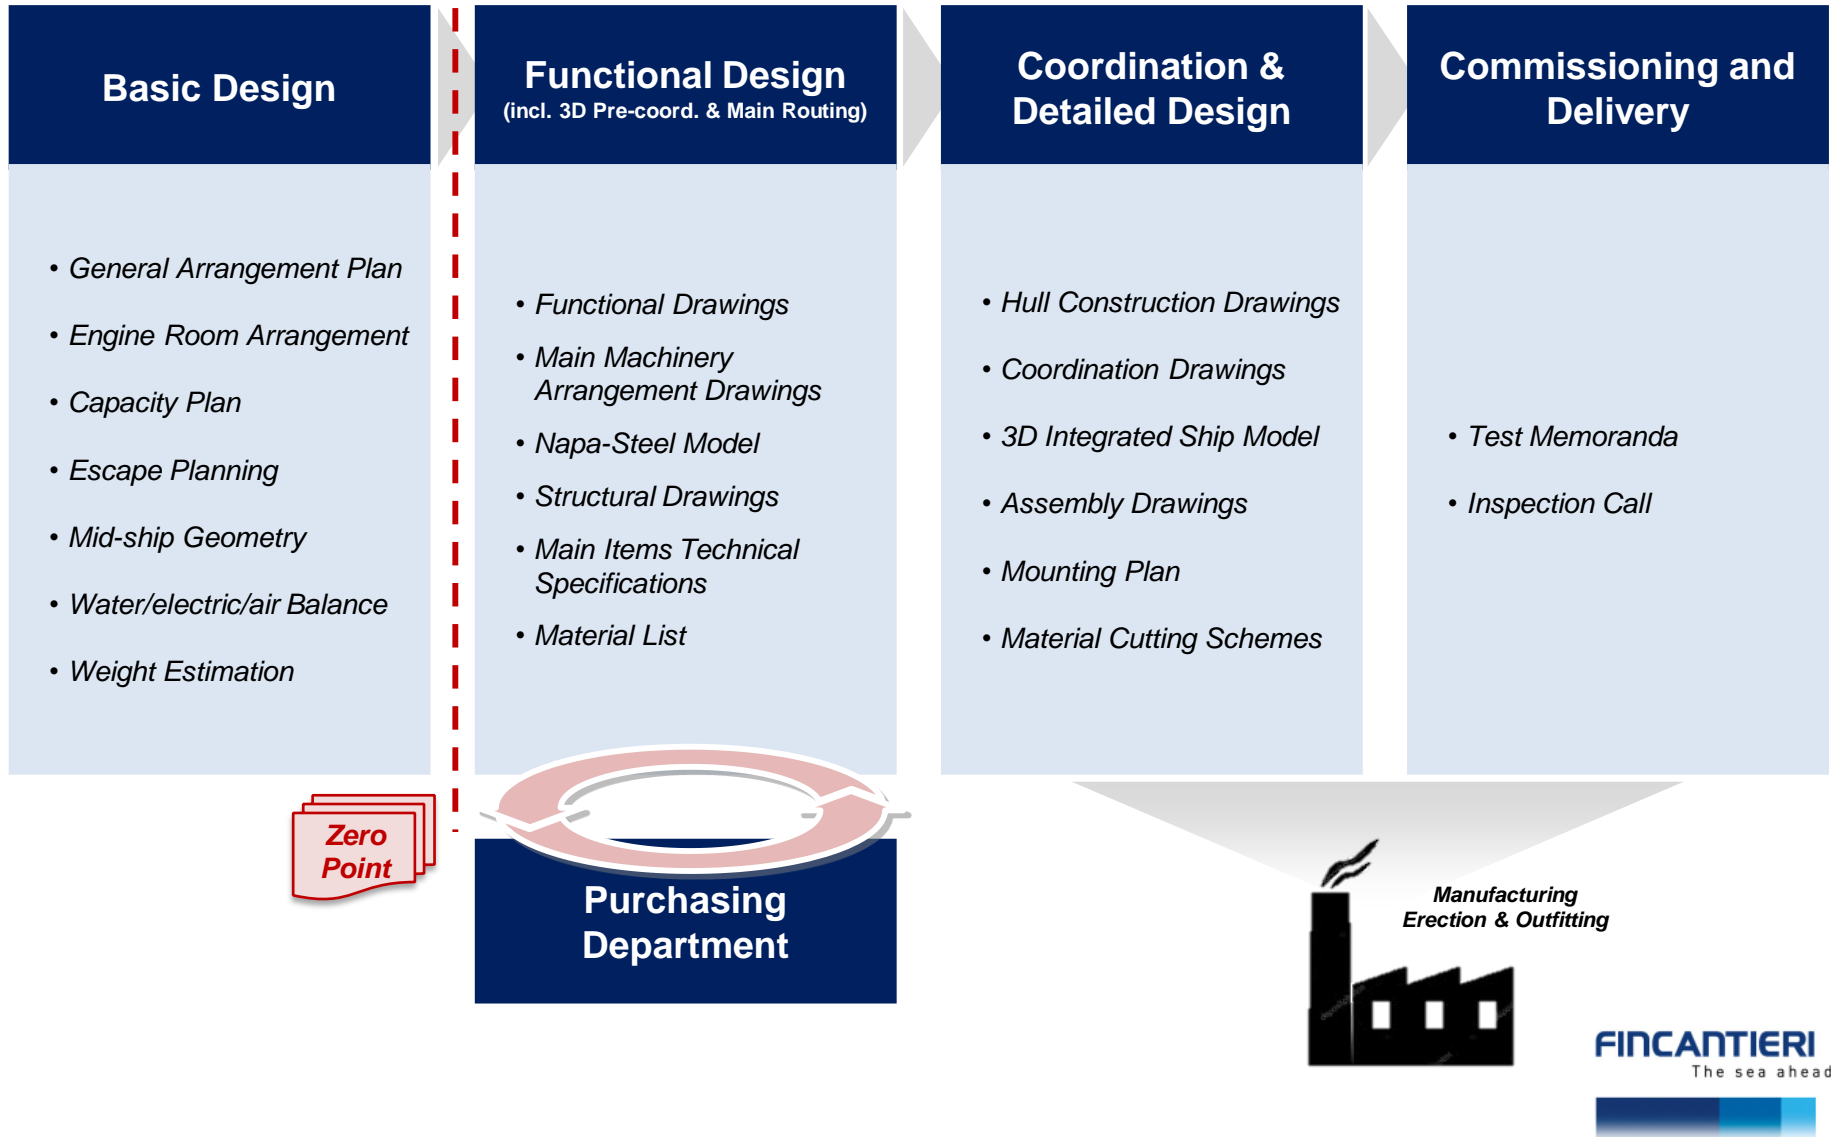 Basic Design
Functional Design
(incl. 3D Pre-coord. & Main Routing)
Coordination &
Detailed Design
Commissioning and
Delivery
• General Arrangement Plan
• Engine Room Arrangement
• Capacity Plan
• Escape Planning
• Mid-ship Geometry
• Water/electric/air Balance
• Weight Estimation
• Functional Drawings
• Main Machinery
Arrangement Drawings
• Napa-Steel Model
• Structural Drawings
• Main Items Technical
Specifications
• Material List
• Hull Construction Drawings
• Coordination Drawings
• 3D Integrated Ship Model
• Assembly Drawings
• Mounting Plan
• Material Cutting Schemes
• Test Memoranda
• Inspection Call
Zero
Point
Purchasing
Department
Manufacturing
Erection & Outfitting
FINCANTIERI
The sea ahead